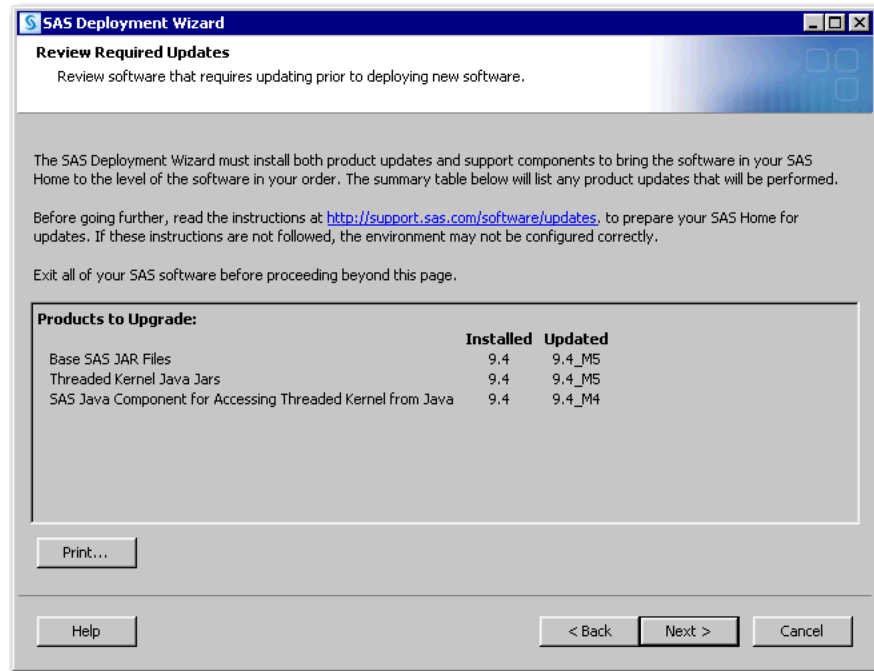 SAS Deployment Wizard
Review Required Updates
Review software that requires updating prior to deploying new software.
The SAS Deployment Wizard must install both product updates and support components to bring the software in your SAS
Home to the level of the software in your order. The summary table below will list any product updates that will be performed.
Before going further, read the instructions at http://support.sas.com/software/updates. to prepare your SAS Home for
updates. If these instructions are not followed, the environment may not be configured correctly.
Exit all of your SAS software before proceeding beyond this page.
Products to Upgrade:
Installed Updated
Base SAS JAR Files 9.4 9.4_M5
Threaded Kernel Java Jars 9.4 9.4_M5
SAS Java Component for Accessing Threaded Kernel from Java 9.4 9.4_M4
Print...
Help < Back Next > Cancel